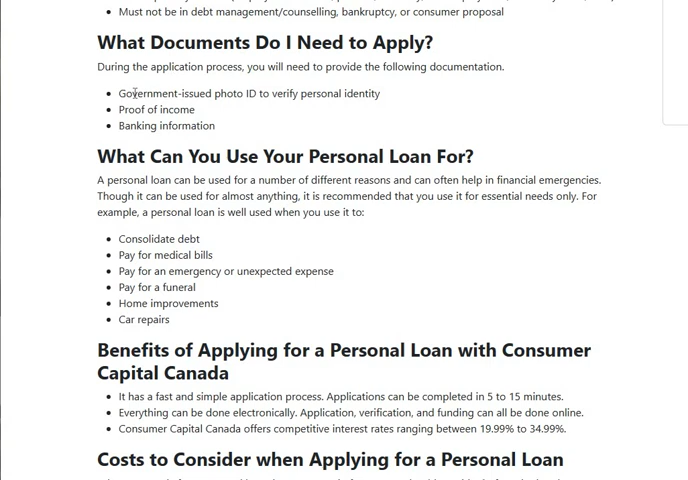 Must not be in debt management/counselling, bankruptcy, or consumer proposal
What Documents Do I Need to Apply?
During the application process, you will need to provide the following documentation.
Government-issued photo ID to verify personal identity
Proof of income
Banking information
What Can You Use Your Personal Loan For?
A personal loan can be used for a number of different reasons and can often help in financial emergencies.
Though it can be used for almost anything, it is recommended that you use it for essential needs only. For
example, a personal loan is well used when you use it to:
Consolidate debt
Pay for medical bills
Pay for an emergency or unexpected expense
Pay for a funeral
Home improvements
Car repairs
Benefits of Applying for a Personal Loan with Consumer
Capital Canada
It has a fast and simple application process. Applications can be completed in 5 to 15 minutes.
Everything can be done electronically. Application, verification, and funding can all be done online.
Consumer Capital Canada offers competitive interest rates ranging between 19.99% to 34.99%.
Costs to Consider when Applying for a Personal Loan